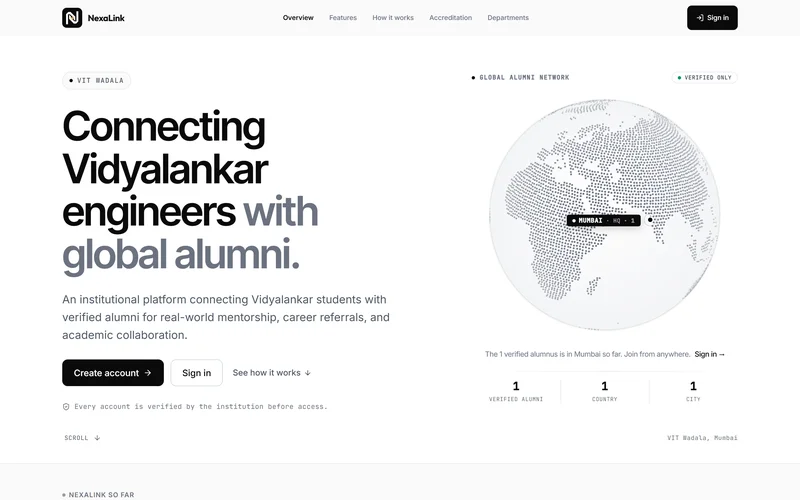 NexaLink
Overview Features How it works Accreditation Departments
Sign in
VIT WADALA
Connecting
Vidyalankar
engineers with
global alumni.
An institutional platform connecting Vidyalankar students with
verified alumni for real-world mentorship, career referrals, and
academic collaboration.
Create account → Sign in See how it works ↓
Every account is verified by the institution before access.
SCROLL ↓
GLOBAL ALUMNI NETWORK
VERIFIED ONLY
MUMBAI · HQ · 1
The 1 verified alumnus is in Mumbai so far. Join from anywhere. Sign in →
1 1 1
VERIFIED ALUMNI COUNTRY CITY
VIT Wadala, Mumbai
NEXALINK SO FAR